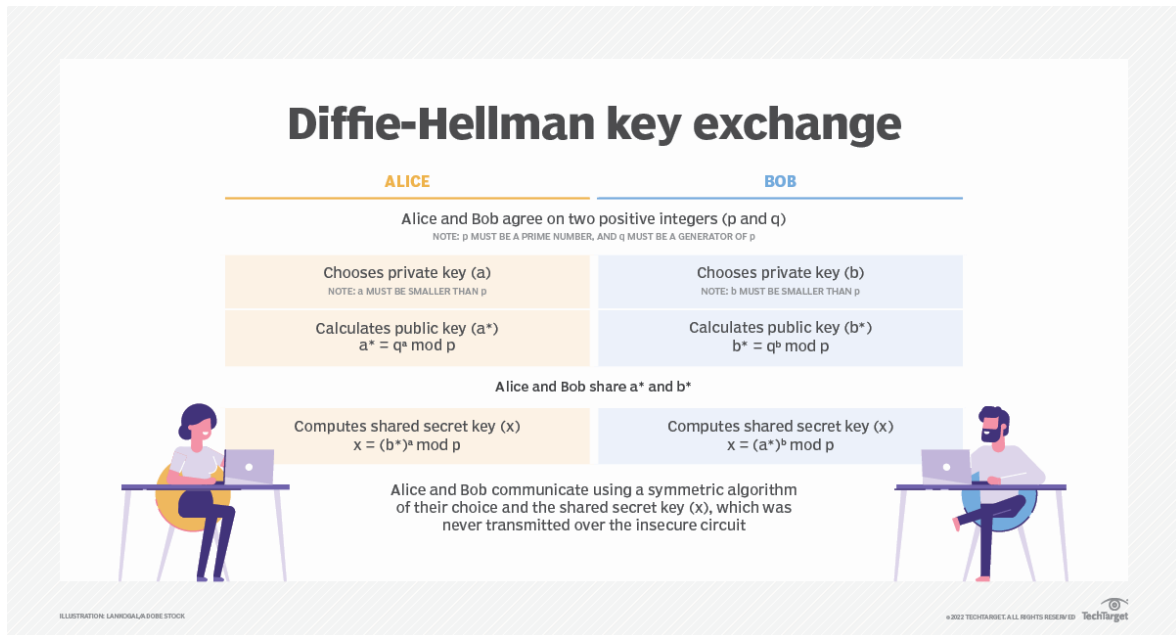 Diffie-Hellman key exchange
ALICE
BOB
Alice and Bob agree on two positive integers (p and q)
NOTE: p MUST BE A PRIME NUMBER, AND q MUST BE A GENERATOR OF p
Chooses private key (a)
NOTE: a MUST BE SMALLER THAN p
Chooses private key (b)
NOTE: b MUST BE SMALLER THAN p
Calculates public key (a*)
a* = qᵃ mod p
Calculates public key (b*)
b* = qᵇ mod p
Alice and Bob share a* and b*
Computes shared secret key (x)
x = (b*)ᵃ mod p
Computes shared secret key (x)
x = (a*)ᵇ mod p
Alice and Bob communicate using a symmetric algorithm
of their choice and the shared secret key (x), which was
never transmitted over the insecure circuit
ILLUSTRATION: LANKOGAL/ADOBE STOCK
©2022 TECHTARGET. ALL RIGHTS RESERVED
TechTarget